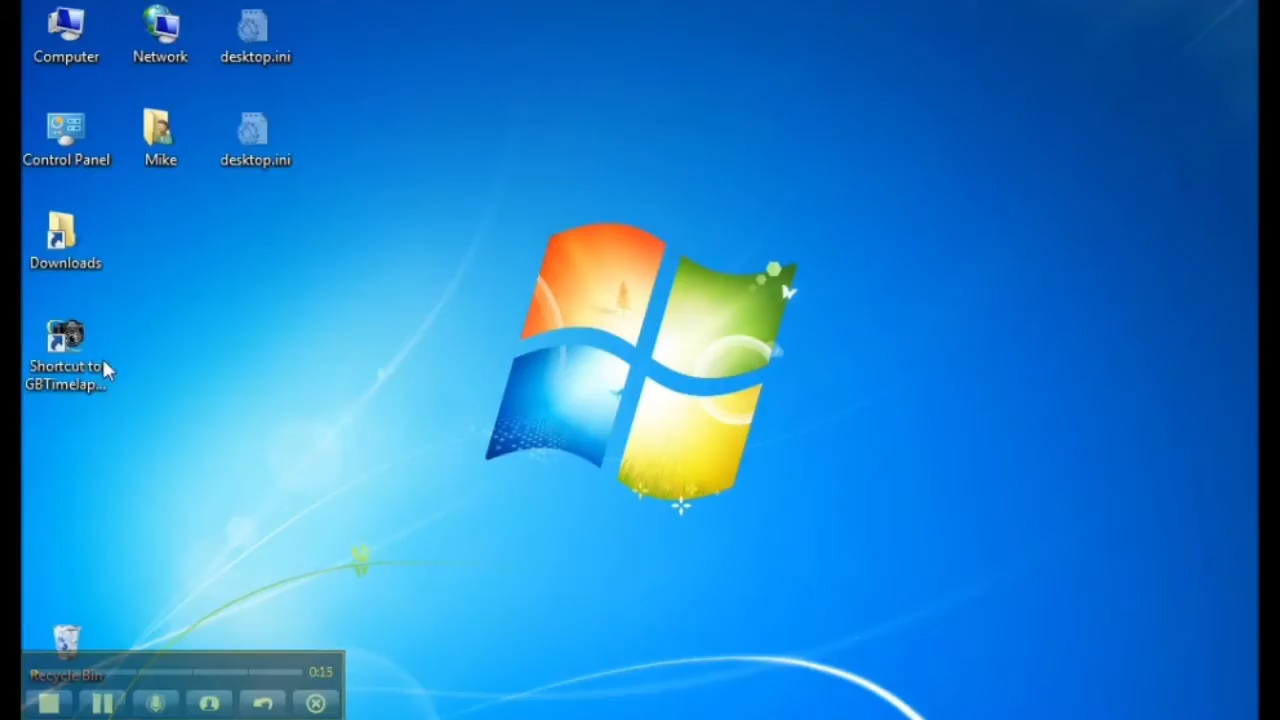 Computer
Network
desktop.ini
Control Panel
Mike
desktop.ini
Downloads
Shortcut to
GBTimelap...
Recycle Bin
0:15